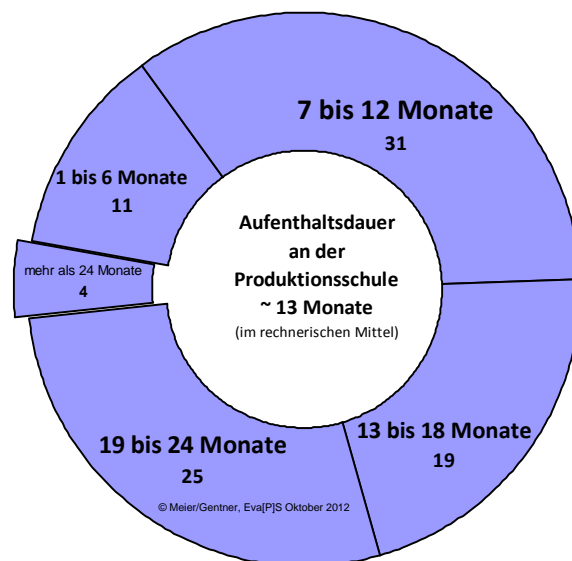 7 bis 12 Monate
31
1 bis 6 Monate
11
Aufenthaltsdauer
an der
Produktionsschule
~ 13 Monate
(im rechnerischen Mittel)
mehr als 24 Monate
4
13 bis 18 Monate
19
19 bis 24 Monate
25
© Meier/Gentner, Eva[P]S Oktober 2012